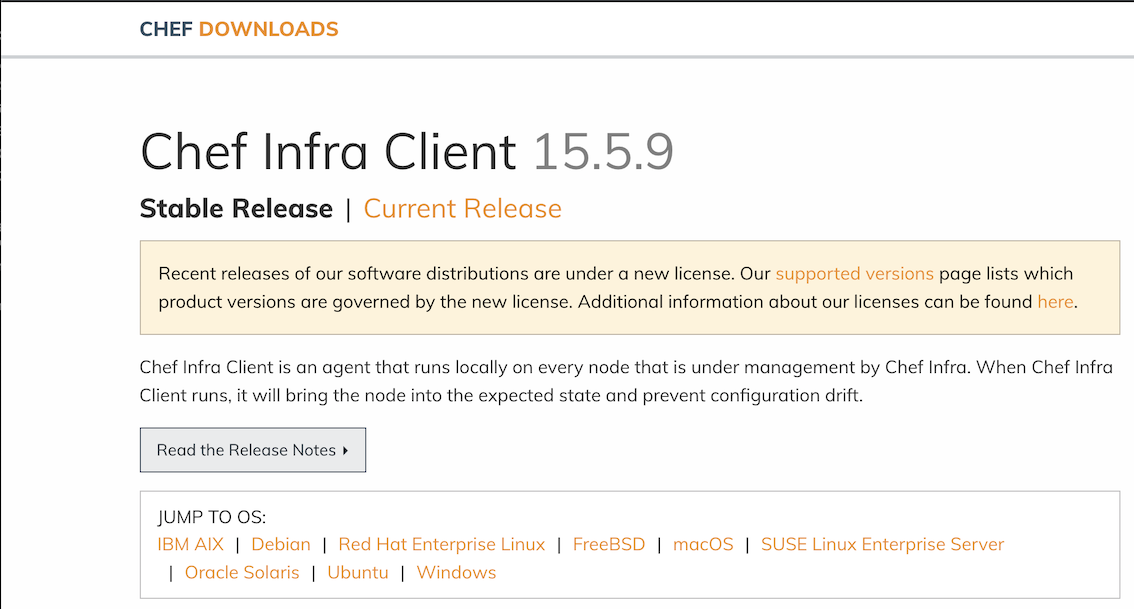 CHEF DOWNLOADS
Chef Infra Client 15.5.9
Stable Release | Current Release
Recent releases of our software distributions are under a new license. Our supported versions page lists which
product versions are governed by the new license. Additional information about our licenses can be found here.
Chef Infra Client is an agent that runs locally on every node that is under management by Chef Infra. When Chef Infra
Client runs, it will bring the node into the expected state and prevent configuration drift.
Read the Release Notes
JUMP TO OS:
IBM AIX | Debian | Red Hat Enterprise Linux | FreeBSD | macOS | SUSE Linux Enterprise Server
| Oracle Solaris | Ubuntu | Windows